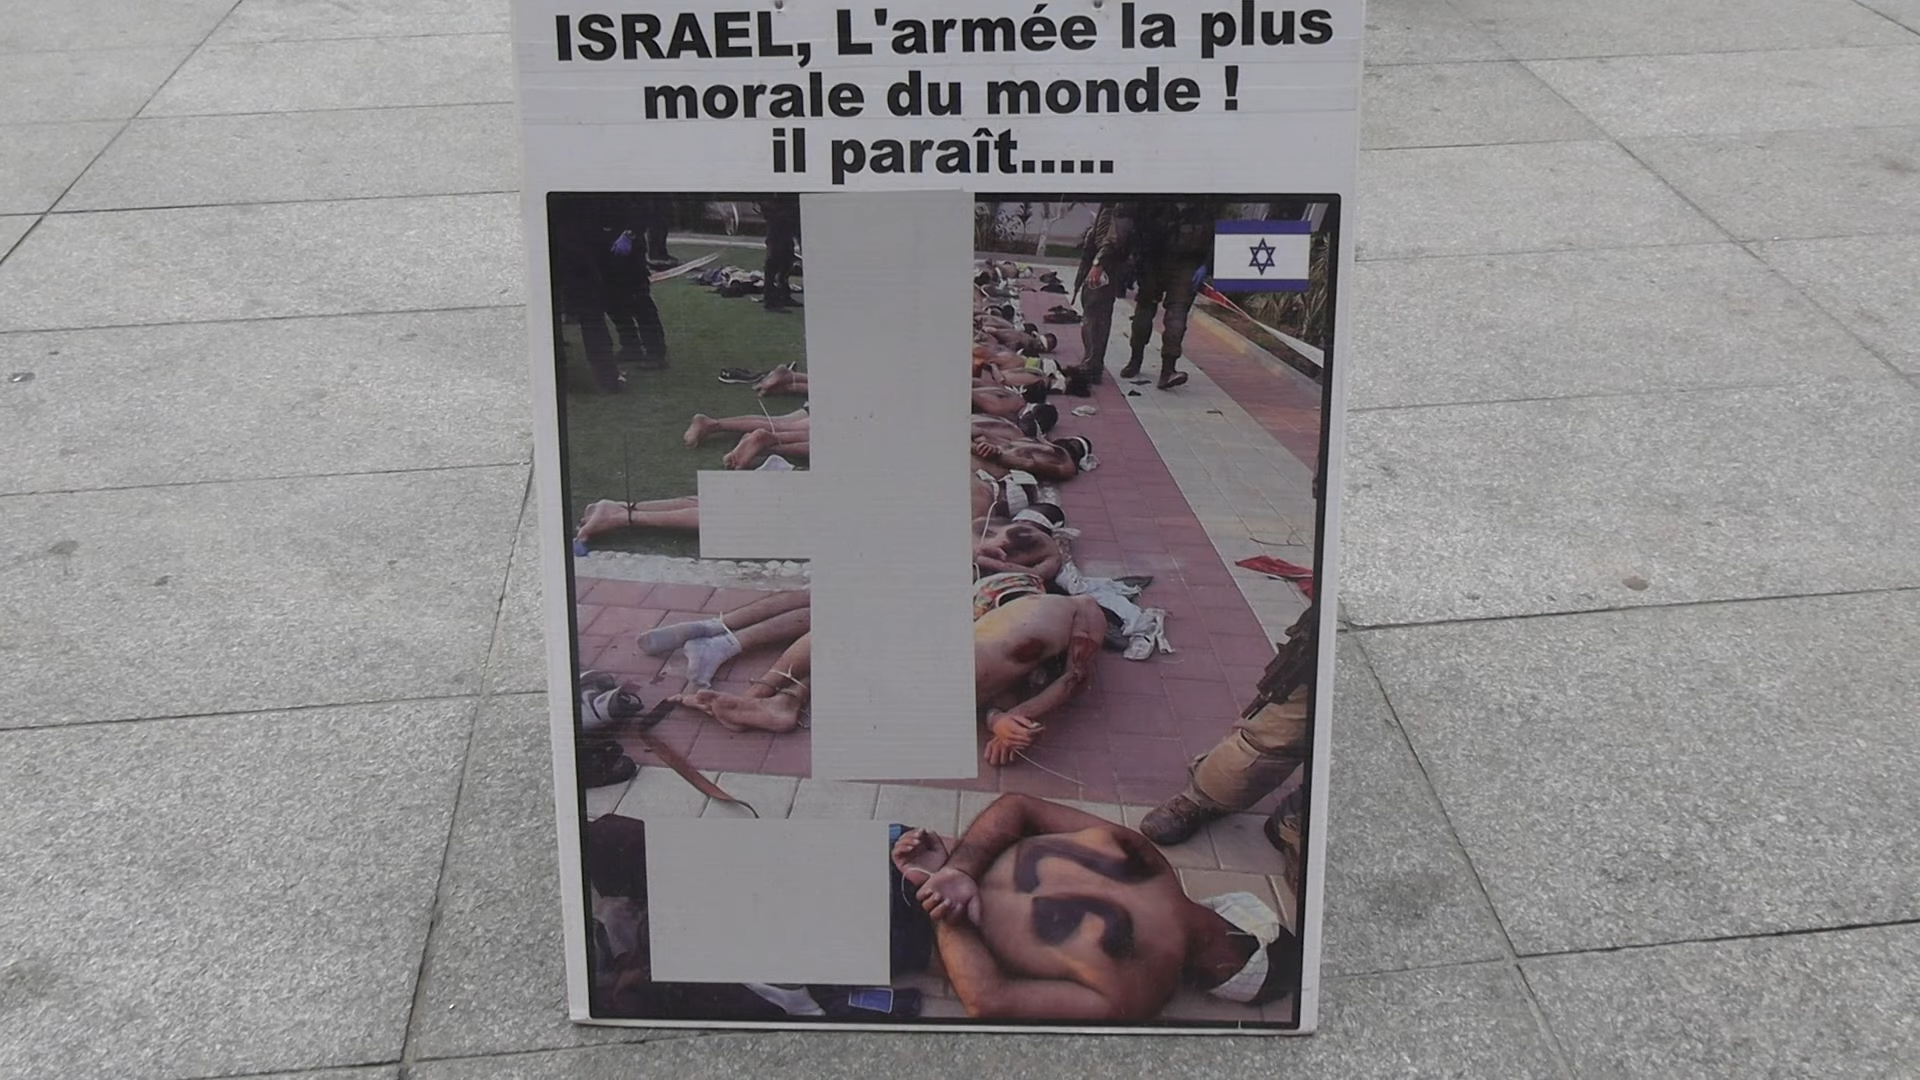 ISRAEL, L'armée la plus
morale du monde !
il paraît.....